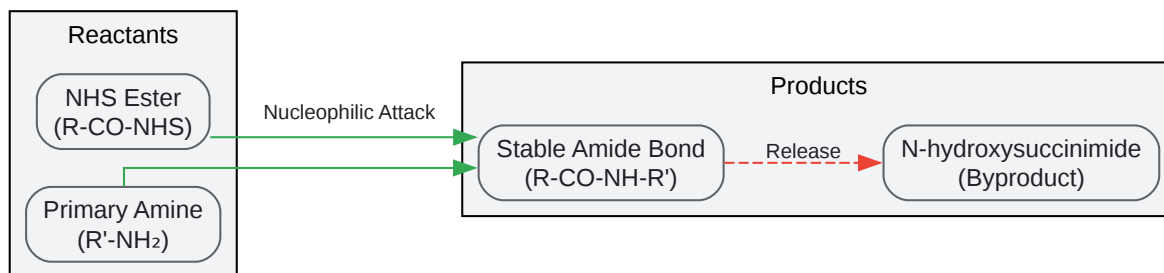 Reactants
NHS Ester
(R-CO-NHS)
Primary Amine
(R'-NH₂)
Nucleophilic Attack
Products
Stable Amide Bond
(R-CO-NH-R')
Release
N-hydroxysuccinimide
(Byproduct)